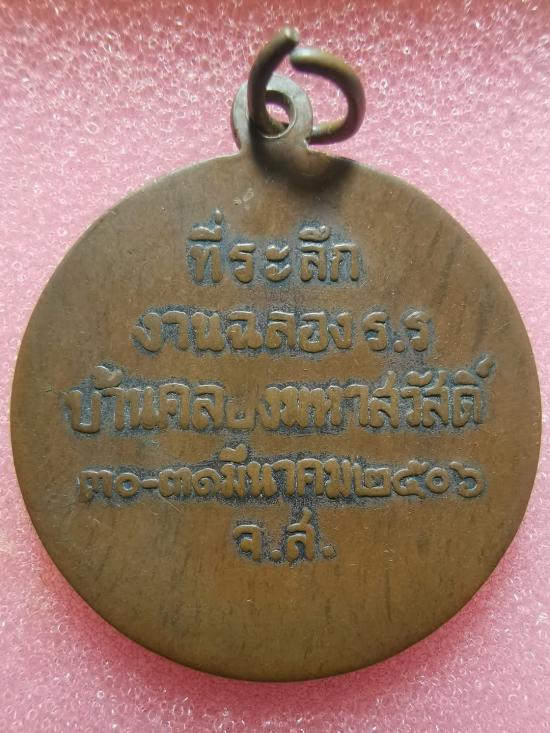 ที่ระลึก
งานฉลอง ร.ร
บ้านคลองมหาสวัสดิ์
๓๐-๓๑ มีนาคม ๒๕๐๖
จ.ส.